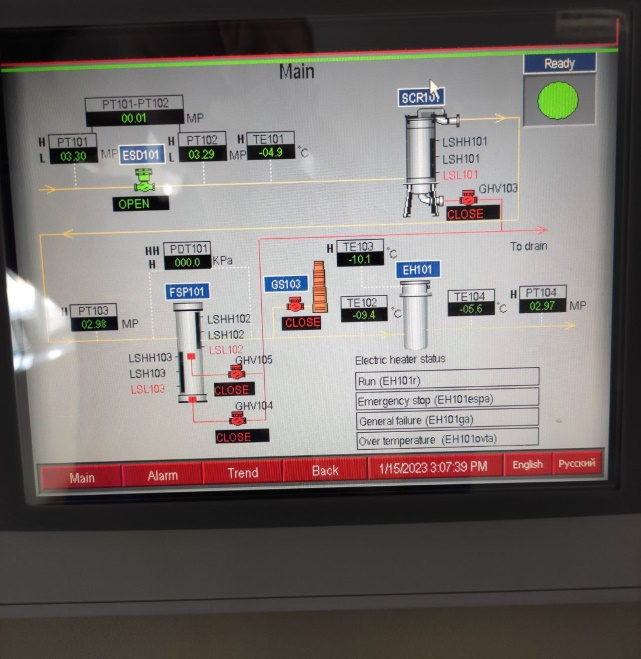 Main
Ready
PT101-PT102
00.01 MP
SCR101
H PT101
L 03.30 MP
ESD101
H PT102
L 03.29 MP
TE101
-04.9 °C
OPEN
LSHH101
LSH101
LSL101
GHV103
CLOSE
To drain
HH PDT101
H 000.0 KPa
H TE103 °C
-10.1
EH101
GS103
CLOSE
FSP101
PT103
02.98 MP
TE102
-09.4 °C
TE104
-05.6 °C
H PT104
02.97 MP
LSHH102
LSH102
LSL102
LSHH103
LSH103
LSL103
GHV105
CLOSE
GHV104
CLOSE
Electric heater status
Run (EH101r)
Emergency stop (EH101espa)
General failure (EH101ga)
Over temperature (EH101ovta)
Main Alarm Trend Back 1/15/2023 3:07:39 PM English Русский